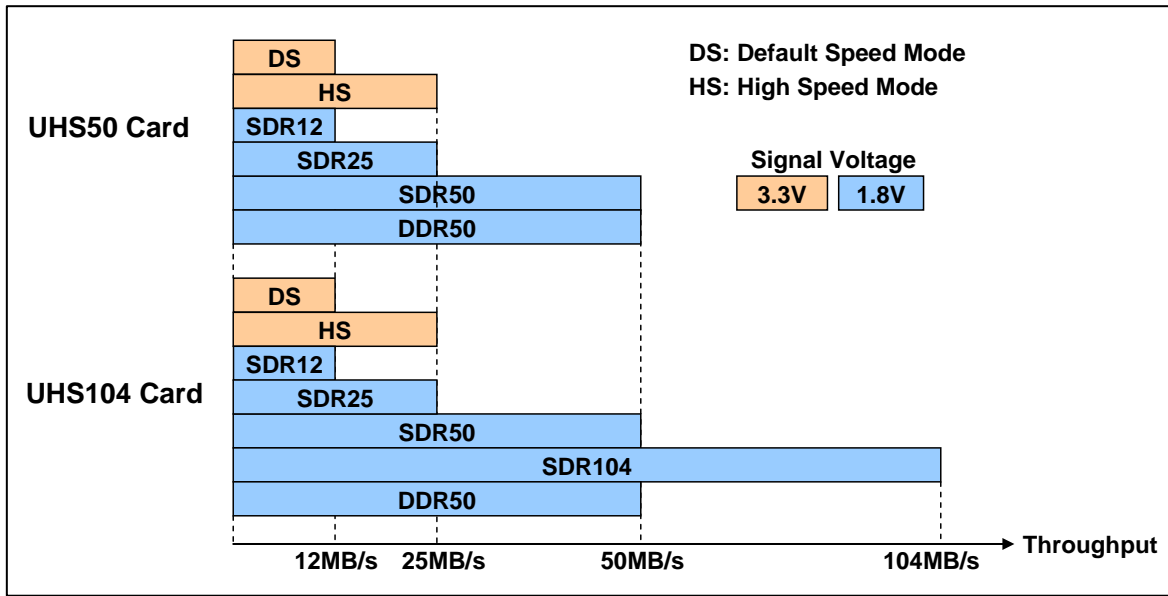 DS
DS: Default Speed Mode
HS
HS: High Speed Mode
UHS50 Card
SDR12
SDR25
Signal Voltage
SDR50
3.3V 1.8V
DDR50
DS
HS
SDR12
UHS104 Card
SDR25
SDR50
SDR104
DDR50
Throughput
12MB/s 25MB/s 50MB/s 104MB/s